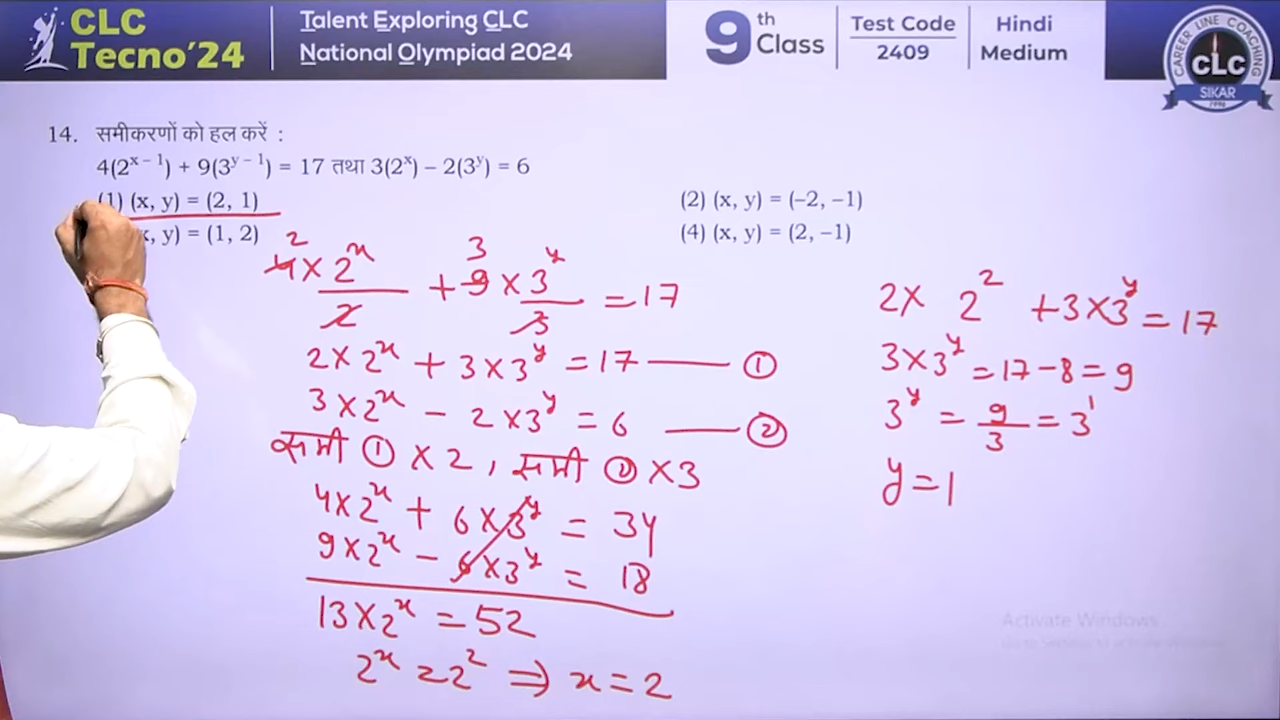 CLC
Tecno'24
Talent Exploring CLC
National Olympiad 2024
9th Class
Test Code
2409
Hindi
Medium
CAREER LINE COACHING
CLC
SIKAR
1996
14. समीकरणों को हल करें :
4(2^{x – 1}) + 9(3^{y – 1}) = 17 तथा 3(2^x) – 2(3^y) = 6
(1) (x, y) = (2, 1)
(2) (x, y) = (–2, –1)
x, y) = (1, 2)
(4) (x, y) = (2, –1)
2 3
4 × 2^x / 2 + 9 × 3^y / 3 = 17
2 × 2^x + 3 × 3^y = 17 —— ①
3 × 2^x – 2 × 3^y = 6 —— ②
समी ① × 2, समी ② × 3
4 × 2^x + 6 × 3^y = 34
9 × 2^x – 6 × 3^y = 18
13 × 2^x = 52
2^x = 2^2 ⇒ x = 2
2 × 2^2 + 3 × 3^y = 17
3 × 3^y = 17 – 8 = 9
3^y = 9/3 = 3^1
y = 1
Activate Windows